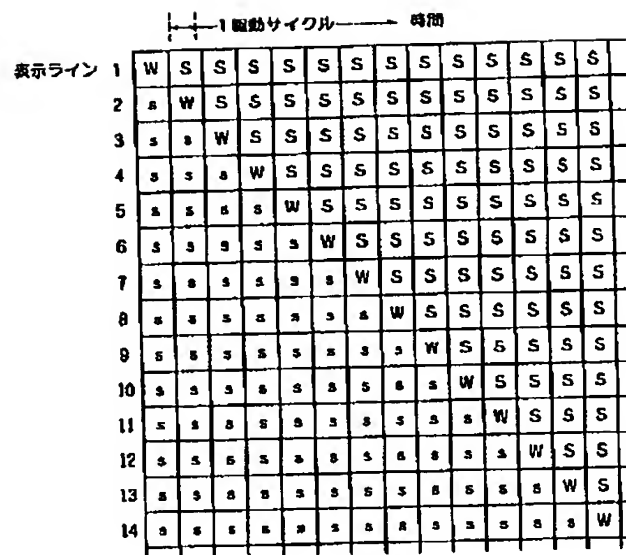 1駆動サイクル 時間
表示ライン 1 W S S S S S S S S S S S S S
2 s W S S S S S S S S S S S S
3 s s W S S S S S S S S S S S
4 s s s W S S S S S S S S S S
5 s s s s W S S S S S S S S S
6 s s s s s W S S S S S S S S
7 s s s s s s W S S S S S S S
8 s s s s s s s W S S S S S S
9 s s s s s s s s W S S S S S
10 s s s s s s s s s W S S S S
11 s s s s s s s s s s W S S S
12 s s s s s s s s s s s W S S
13 s s s s s s s s s s s s W S
14 s s s s s s s s s s s s s W